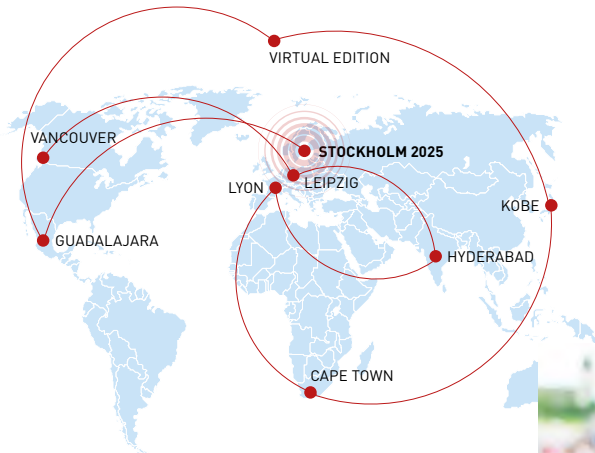 VIRTUAL EDITION
VANCOUVER
STOCKHOLM 2025
LYON
LEIPZIG
KOBE
GUADALAJARA
HYDERABAD
CAPE TOWN